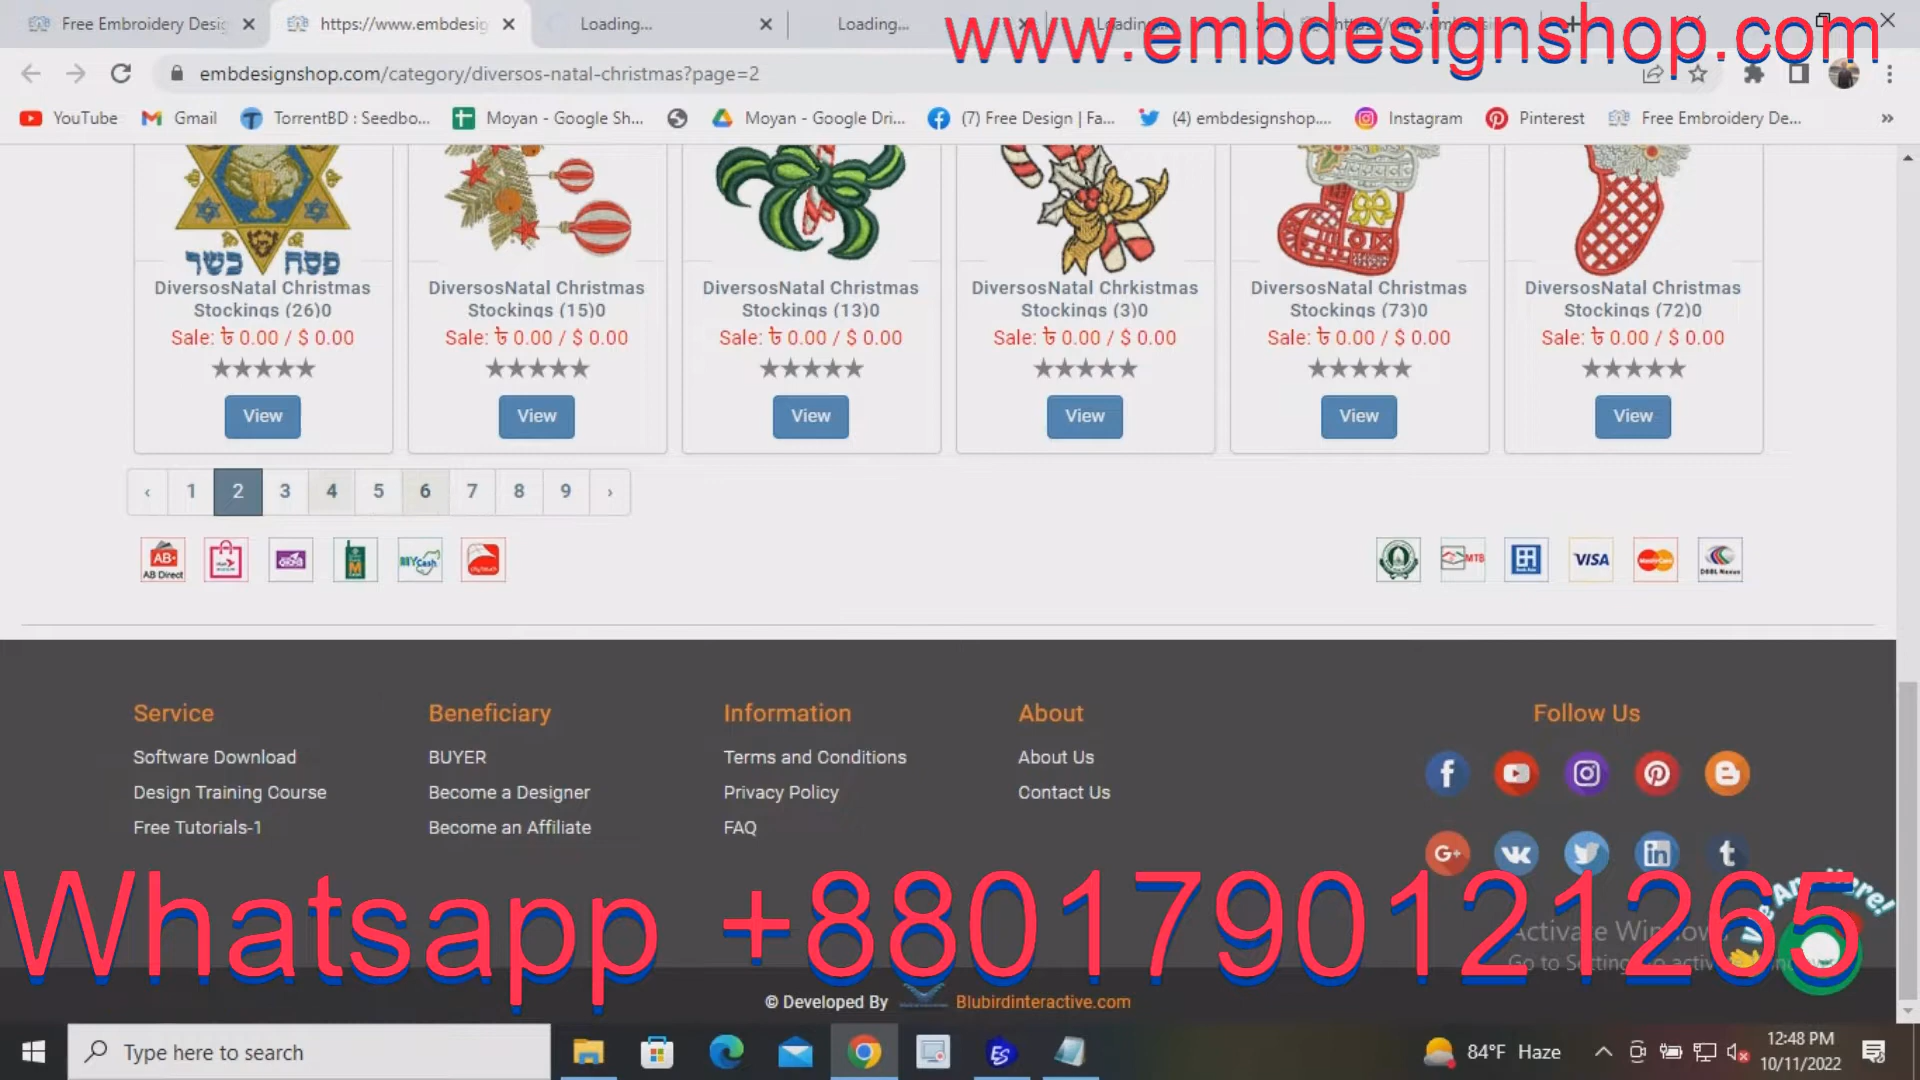 Free Embroidery Desig
https://www.embdesig
Loading...
Loading...
www.embdesignshop.com
embdesignshop.com/category/diversos-natal-christmas?page=2
YouTube
Gmail
TorrentBD : Seedbo...
Moyan - Google Sh...
Moyan - Google Dri...
(7) Free Design | Fa...
(4) embdesignshop....
Instagram
Pinterest
Free Embroidery De...
»
פסח כשר
DiversosNatal Christmas
Stockings (26)0
Sale: ৳ 0.00 / $ 0.00
View
DiversosNatal Christmas
Stockings (15)0
Sale: ৳ 0.00 / $ 0.00
View
DiversosNatal Christmas
Stockings (13)0
Sale: ৳ 0.00 / $ 0.00
View
DiversosNatal Chrkistmas
Stockings (3)0
Sale: ৳ 0.00 / $ 0.00
View
DiversosNatal Christmas
Stockings (73)0
Sale: ৳ 0.00 / $ 0.00
View
DiversosNatal Christmas
Stockings (72)0
Sale: ৳ 0.00 / $ 0.00
View
‹ 1 2 3 4 5 6 7 8 9 ›
AB
AB Direct
MYCash
MTB
VISA
MasterCard
DBBL Nexus
Service
Software Download
Design Training Course
Free Tutorials-1
Beneficiary
BUYER
Become a Designer
Become an Affiliate
Information
Terms and Conditions
Privacy Policy
FAQ
About
About Us
Contact Us
Follow Us
Whatsapp +8801790121265
© Developed By Blubirdinteractive.com
Type here to search
84°F Haze
12:48 PM
10/11/2022